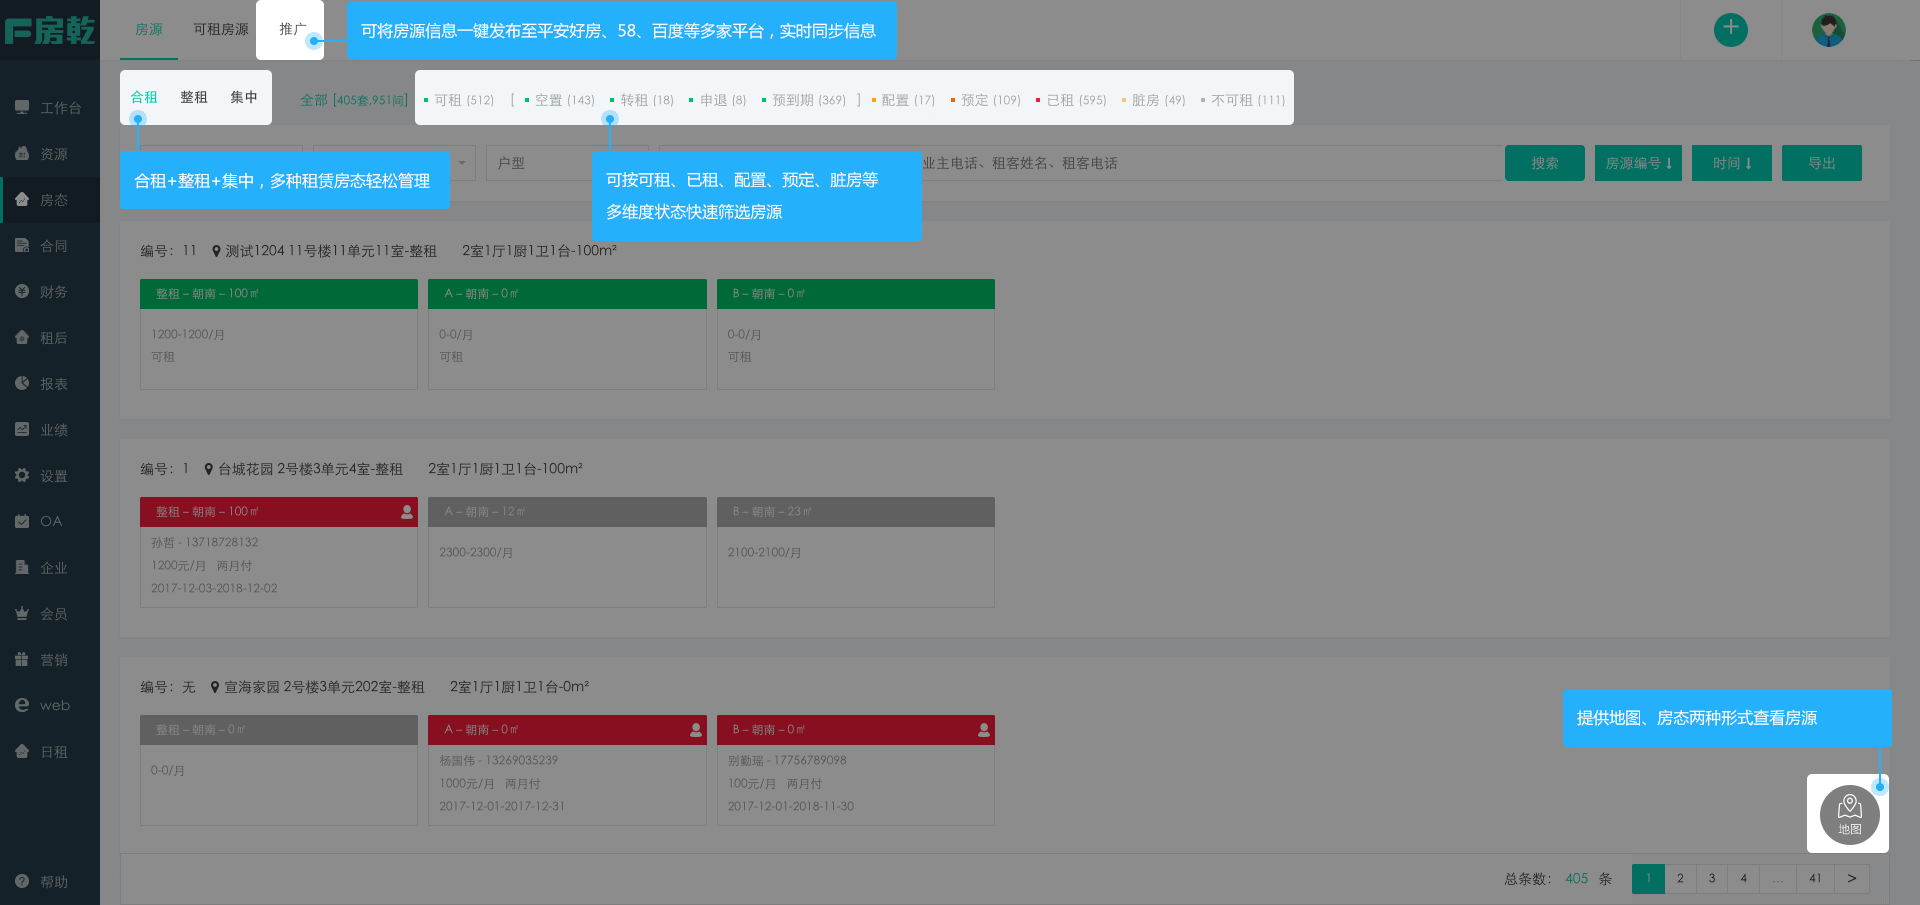 房乾
房源 可租房源 推广
可将房源信息一键发布至平安好房、58、百度等多家平台，实时同步信息
合租 整租 集中
全部 [405套,951间] 可租 (512) [ 空置 (143) 转租 (18) 申退 (8) 预到期 (369) ] 配置 (17) 预定 (109) 已租 (595) 脏房 (49) 不可租 (111)
工作台
资源
房态
合同
财务
租后
报表
业绩
设置
OA
企业
会员
营销
web
日租
帮助
户型 业主电话、租客姓名、租客电话 搜索 房源编号 时间 导出
合租+整租+集中，多种租赁房态轻松管理
可按可租、已租、配置、预定、脏房等
多维度状态快速筛选房源
编号：11 测试1204 11号楼11单元11室-整租 2室1厅1厨1卫1台-100m²
整租 – 朝南 – 100㎡
1200-1200/月
可租
A – 朝南 – 0㎡
0-0/月
可租
B – 朝南 – 0㎡
0-0/月
可租
编号：1 台城花园 2号楼3单元4室-整租 2室1厅1厨1卫1台-100m²
整租 – 朝南 – 100㎡
孙哲 - 13718728132
1200元/月 两月付
2017-12-03-2018-12-02
A – 朝南 – 12㎡
2300-2300/月
B – 朝南 – 23㎡
2100-2100/月
编号：无 宣海家园 2号楼3单元202室-整租 2室1厅1厨1卫1台-0m²
整租 – 朝南 – 0㎡
0-0/月
A – 朝南 – 0㎡
杨国伟 - 13269035239
1000元/月 两月付
2017-12-01-2017-12-31
B – 朝南 – 0㎡
别勤瑶 - 17756789098
100元/月 两月付
2017-12-01-2018-11-30
提供地图、房态两种形式查看房源
地图
总条数： 405 条 1 2 3 4 ... 41 >